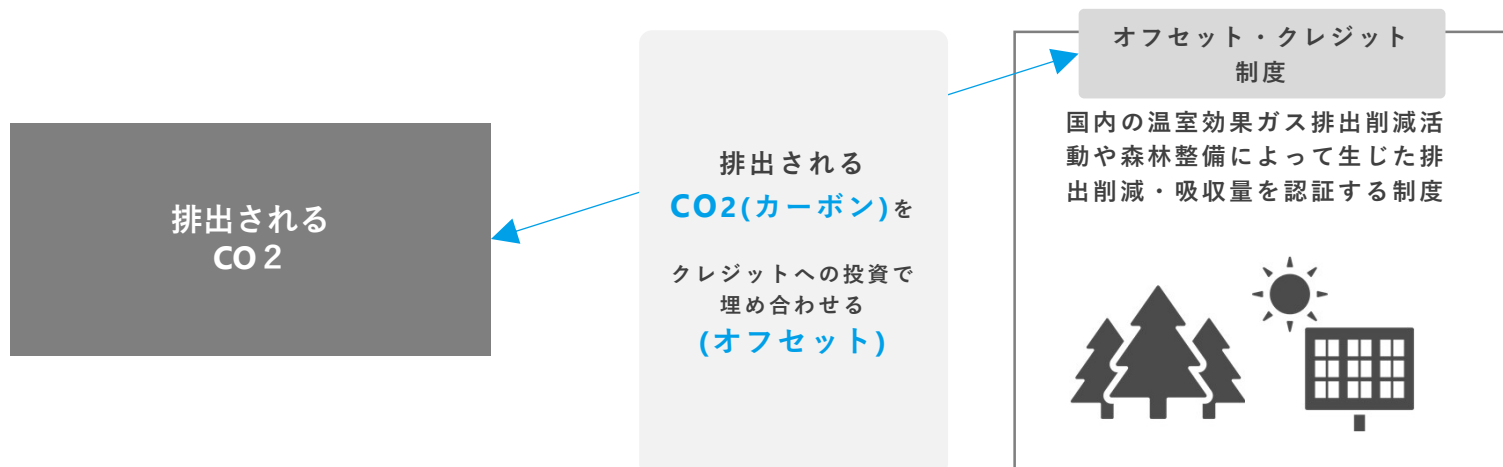 排出される
CO２
排出される
CO2(カーボン)を
クレジットへの投資で
埋め合わせる
(オフセット)
オフセット・クレジット
制度
国内の温室効果ガス排出削減活
動や森林整備によって生じた排
出削減・吸収量を認証する制度